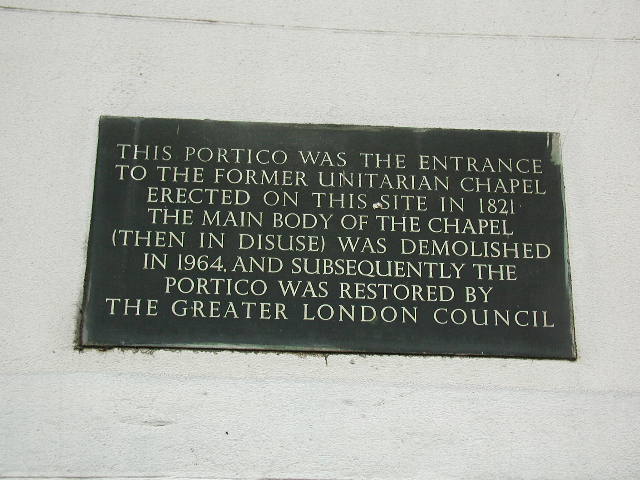 THIS PORTICO WAS THE ENTRANCE
TO THE FORMER UNITARIAN CHAPEL
ERECTED ON THIS SITE IN 1821
THE MAIN BODY OF THE CHAPEL
(THEN IN DISUSE) WAS DEMOLISHED
IN 1964, AND SUBSEQUENTLY THE
PORTICO WAS RESTORED BY
THE GREATER LONDON COUNCIL